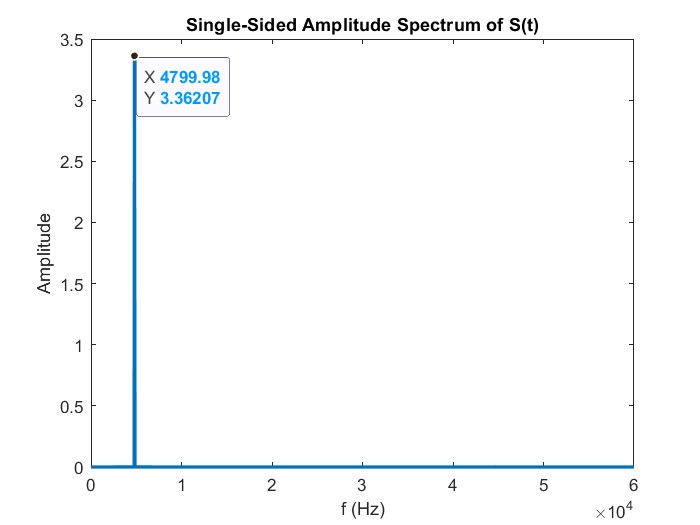 Single-Sided Amplitude Spectrum of S(t)
3.5
3
2.5
2
1.5
1
0.5
0
Amplitude
X 4799.98
Y 3.36207
0 1 2 3 4 5 6
×10^4
f (Hz)